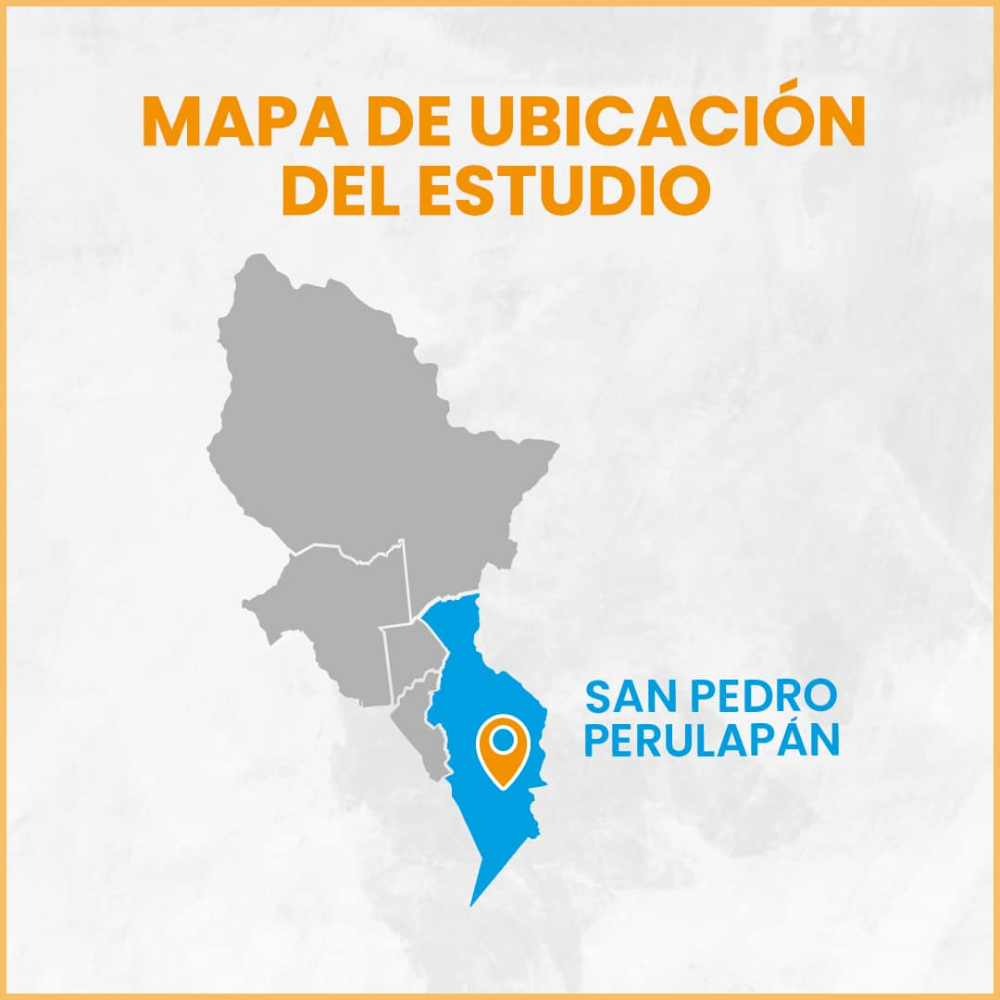 MAPA DE UBICACIÓN
DEL ESTUDIO
SAN PEDRO
PERULAPÁN